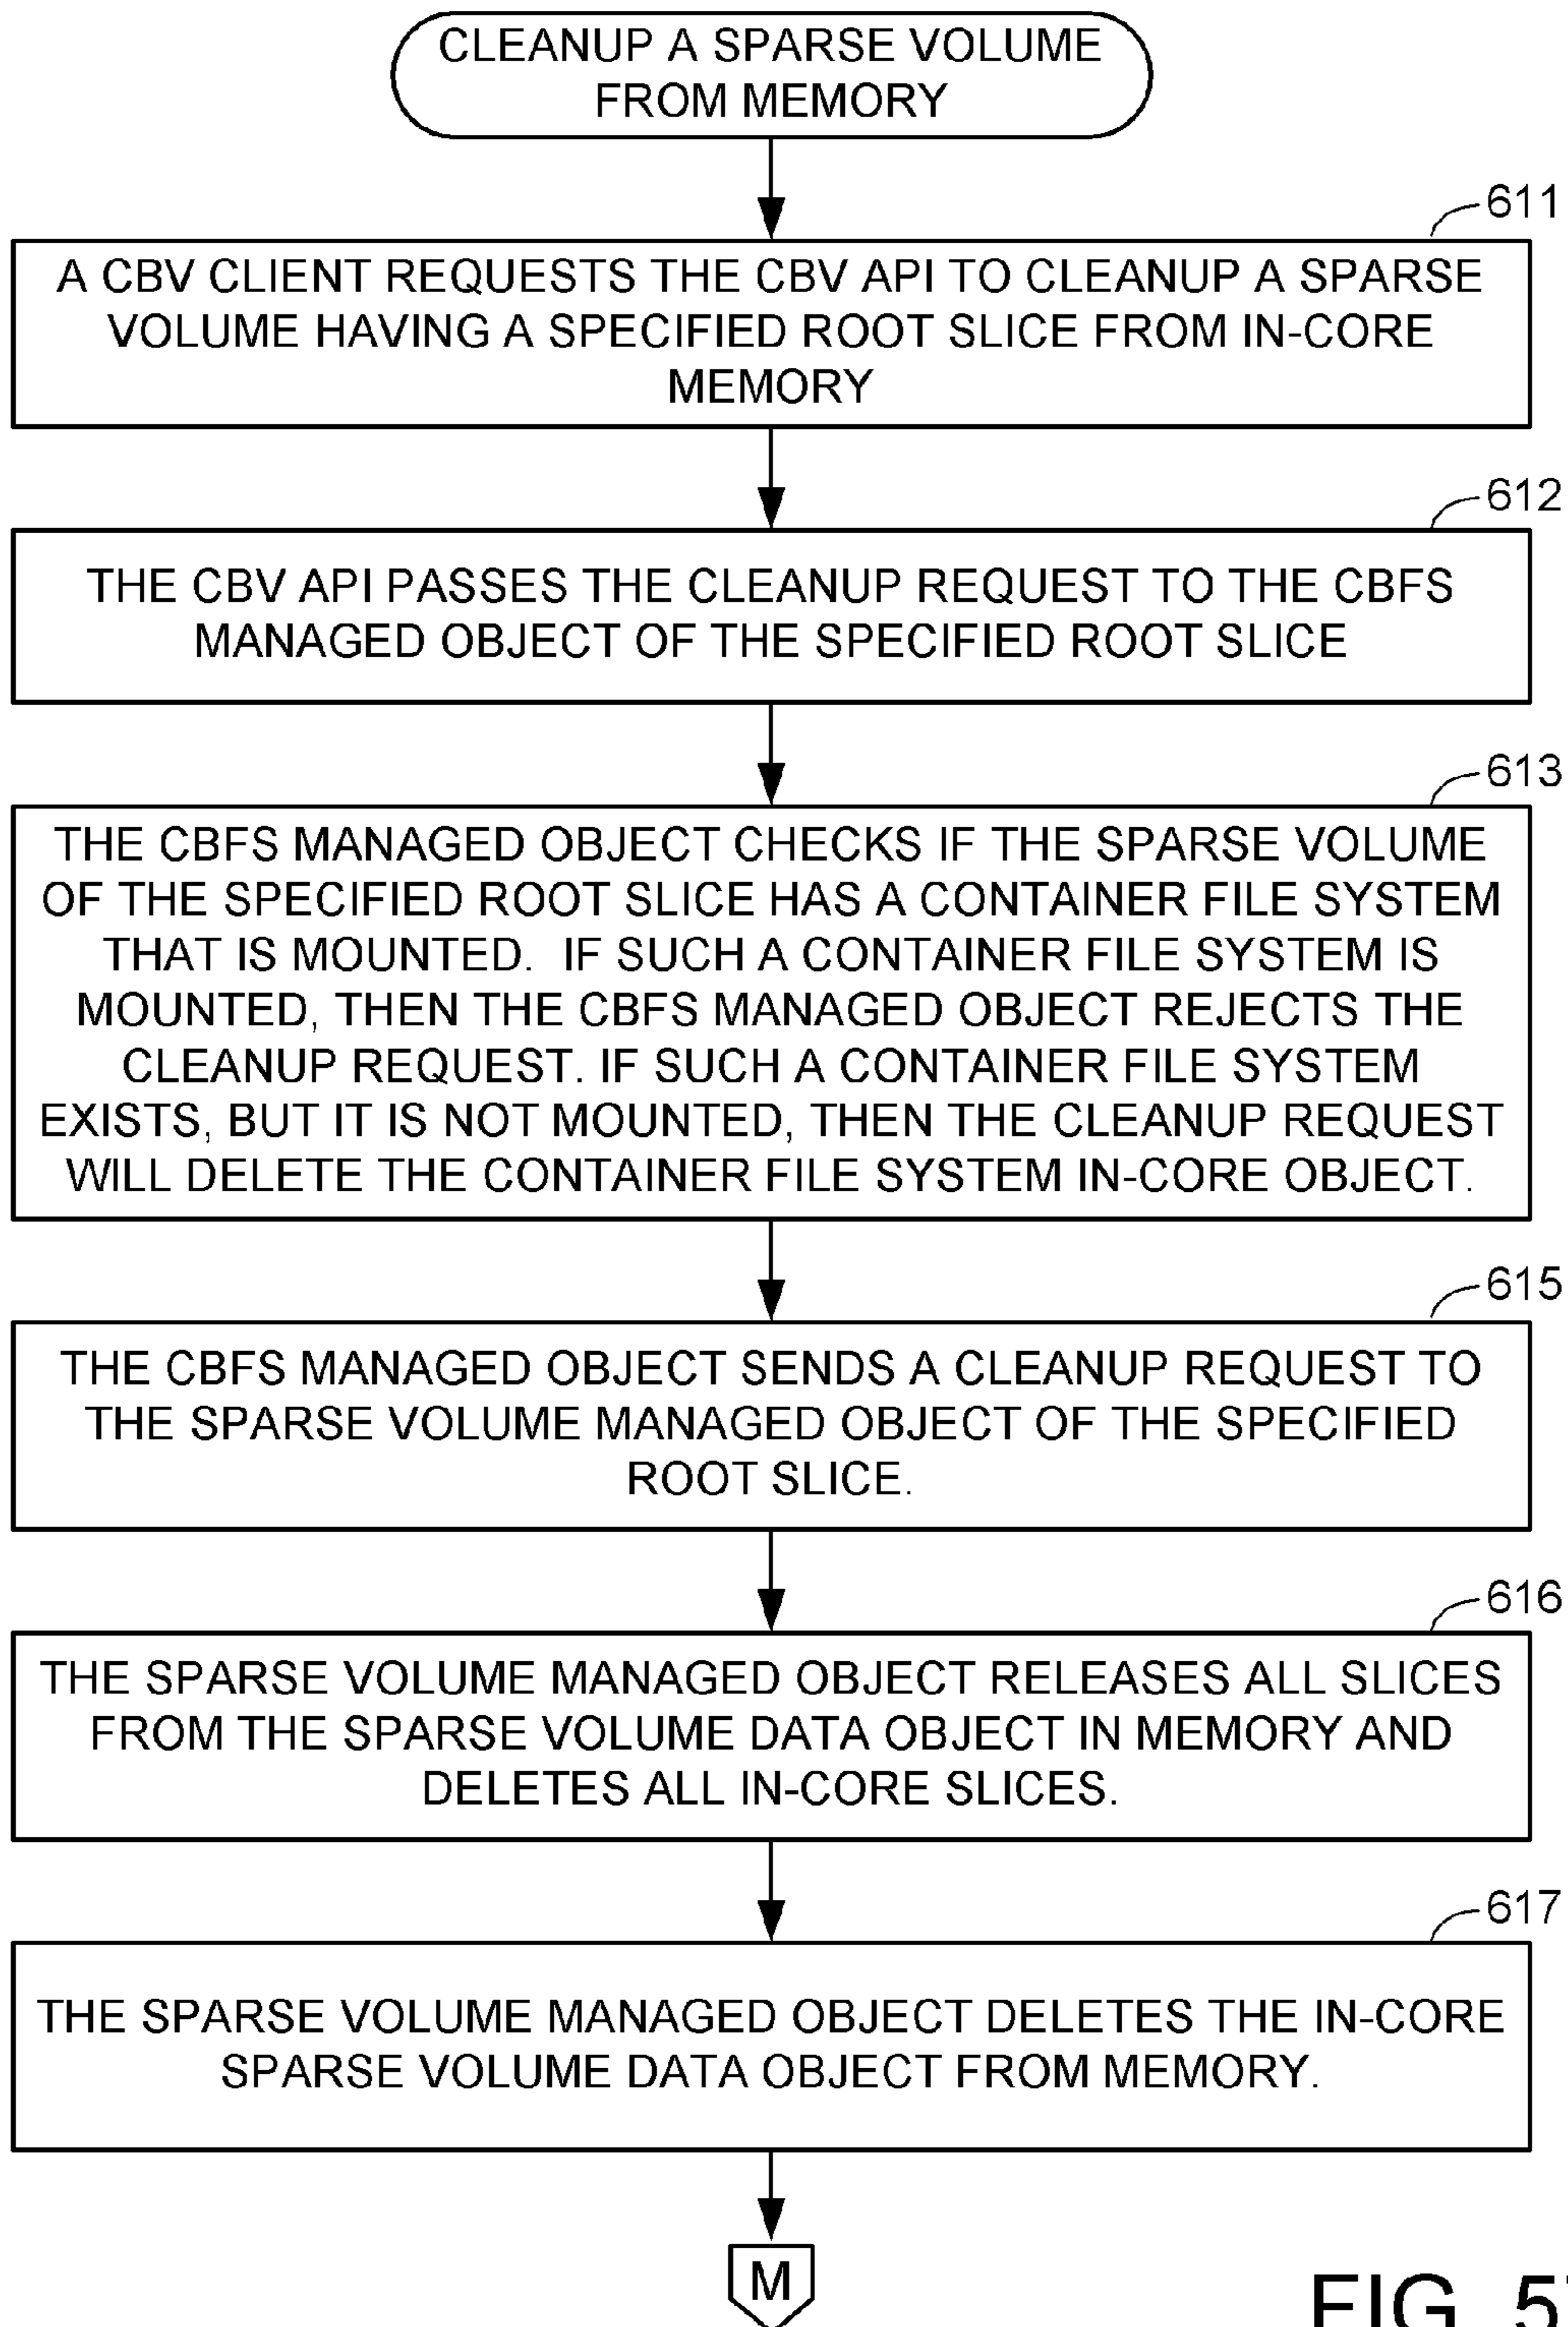 CLEANUP A SPARSE VOLUME
FROM MEMORY
611
A CBV CLIENT REQUESTS THE CBV API TO CLEANUP A SPARSE
VOLUME HAVING A SPECIFIED ROOT SLICE FROM IN-CORE
MEMORY
612
THE CBV API PASSES THE CLEANUP REQUEST TO THE CBFS
MANAGED OBJECT OF THE SPECIFIED ROOT SLICE
613
THE CBFS MANAGED OBJECT CHECKS IF THE SPARSE VOLUME
OF THE SPECIFIED ROOT SLICE HAS A CONTAINER FILE SYSTEM
THAT IS MOUNTED. IF SUCH A CONTAINER FILE SYSTEM IS
MOUNTED, THEN THE CBFS MANAGED OBJECT REJECTS THE
CLEANUP REQUEST. IF SUCH A CONTAINER FILE SYSTEM
EXISTS, BUT IT IS NOT MOUNTED, THEN THE CLEANUP REQUEST
WILL DELETE THE CONTAINER FILE SYSTEM IN-CORE OBJECT.
615
THE CBFS MANAGED OBJECT SENDS A CLEANUP REQUEST TO
THE SPARSE VOLUME MANAGED OBJECT OF THE SPECIFIED
ROOT SLICE.
616
THE SPARSE VOLUME MANAGED OBJECT RELEASES ALL SLICES
FROM THE SPARSE VOLUME DATA OBJECT IN MEMORY AND
DELETES ALL IN-CORE SLICES.
617
THE SPARSE VOLUME MANAGED OBJECT DELETES THE IN-CORE
SPARSE VOLUME DATA OBJECT FROM MEMORY.
M
FIG. 5